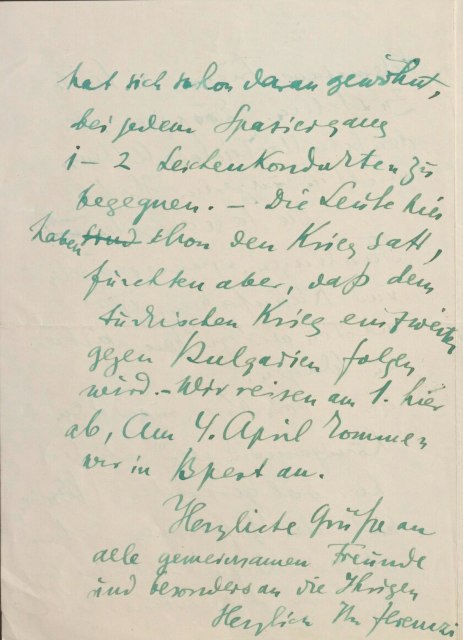 hat sich schon daran gewöhnt,
bei jedem Spaziergang
1–2 Leichenkondukten zu
begegnen. – Die Leute hier
haben sind schon den Krieg satt,
fürchten aber, daß dem
türkischen Krieg ein zweiter
gegen Bulgarien folgen
wird. – Wir reisen am 1. hier
ab, Am 4. April kommen
wir in Bpest an.
Herzliche Grüße an
alle gemeinsamen Freunde
und besonders an die Ihrigen
Herzlich Ihr Ferenczi